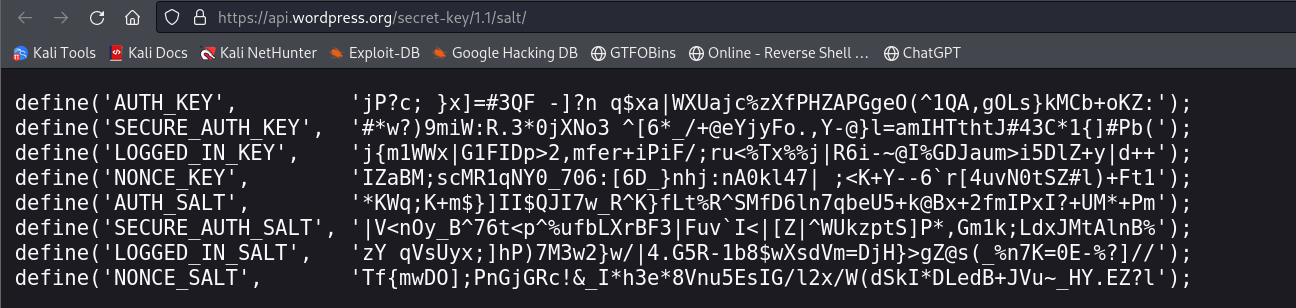 https://api.wordpress.org/secret-key/1.1/salt/
Kali Tools Kali Docs Kali NetHunter Exploit-DB Google Hacking DB GTFOBins Online - Reverse Shell … ChatGPT
define('AUTH_KEY',         'jP?c; }x]=#3QF -]?n q$xa|WXUajc%zXfPHZAPGgeO(^1QA,gOLs}kMCb+oKZ:');
define('SECURE_AUTH_KEY',  '#*w?)9miW:R.3*0jXNo3 ^[6*_/+@eYjyFo.,Y-@}l=amIHTthtJ#43C*1{]#Pb(');
define('LOGGED_IN_KEY',    'j{m1WWx|G1FIDp>2,mfer+iPiF/;ru<%Tx%%j|R6i-~@I%GDJaum>i5DlZ+y|d++');
define('NONCE_KEY',        'IZaBM;scMR1qNY0_706:[6D_}nhj:nA0kl47| ;<K+Y--6`r[4uvN0tSZ#l)+Ft1');
define('AUTH_SALT',        '*KWq;K+m$}]II$QJI7w_R^K}fLt%R^SMfD6ln7qbeU5+k@Bx+2fmIPxI?+UM*+Pm');
define('SECURE_AUTH_SALT', '|V<nOy_B^76t<p^%ufbLXrBF3|Fuv`I<|[Z|^WUkzptS]P*,Gm1k;LdxJMtAlnB%');
define('LOGGED_IN_SALT',   'zY qVsUyx;]hP)7M3w2}w/|4.G5R-1b8$wXsdVm=DjH}>gZ@s(_%n7K=0E-%?]//');
define('NONCE_SALT',       'Tf{mwDO];PnGjGRc!&_I*h3e*8Vnu5EsIG/l2x/W(dSkI*DLedB+JVu~_HY.EZ?l');